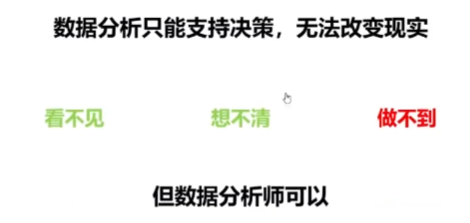 数据分析只能支持决策，无法改变现实
看不见 想不清 做不到
但数据分析师可以